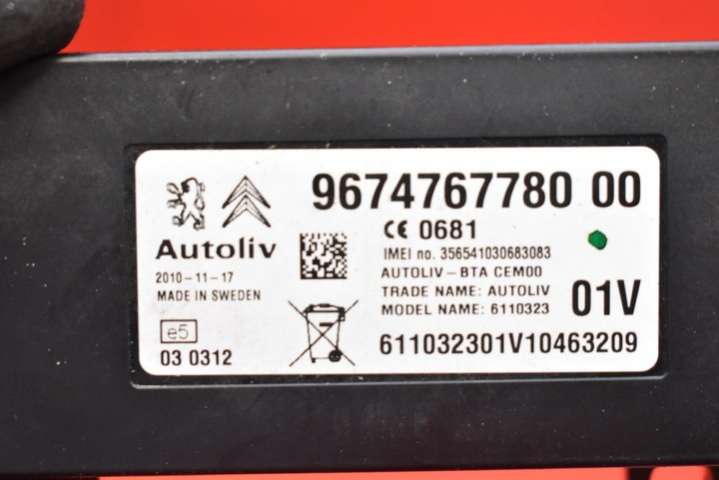 9674767780 00
CE 0681
IMEI no. 356541030683083
Autoliv
AUTOLIV-BTA CEM00
2010-11-17
TRADE NAME: AUTOLIV
01V
MADE IN SWEDEN
MODEL NAME: 6110323
e5
03 0312
611032301V10463209